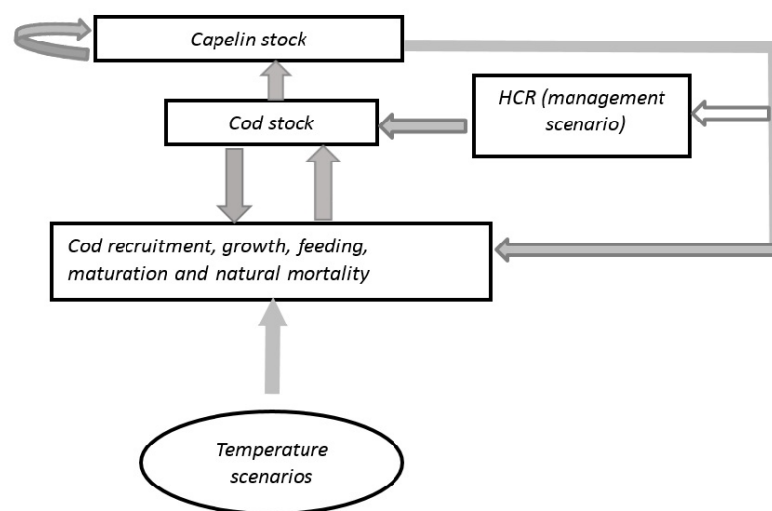 Capelin stock
HCR (management
scenario)
Cod stock
Cod recruitment, growth, feeding,
maturation and natural mortality
Temperature
scenarios